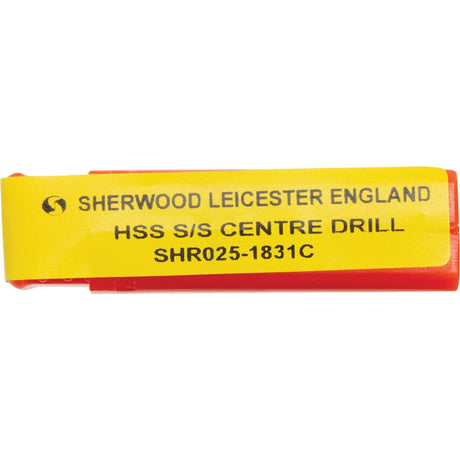 SHERWOOD LEICESTER ENGLAND
HSS S/S CENTRE DRILL
SHR025-1831C